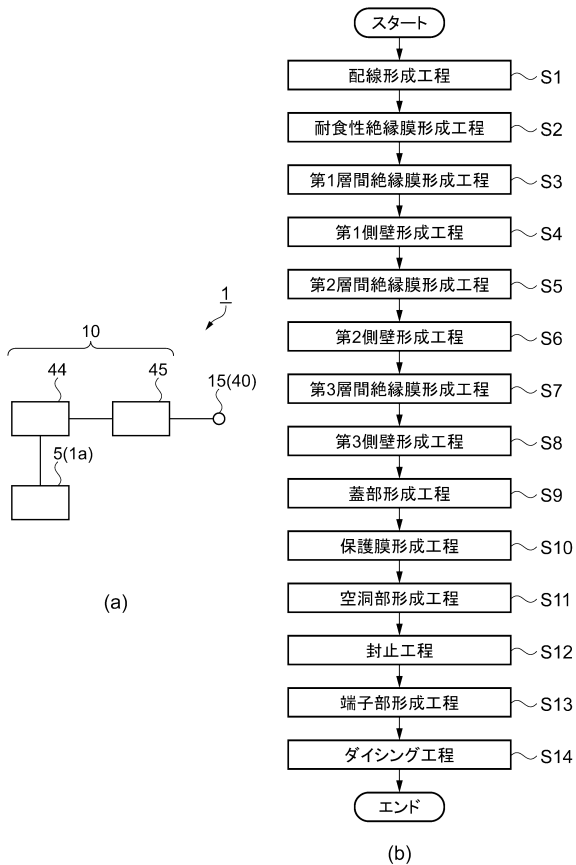 1
10
44
45
15(40)
5(1a)
(a)
スタート
配線形成工程 S1
耐食性絶縁膜形成工程 S2
第1層間絶縁膜形成工程 S3
第1側壁形成工程 S4
第2層間絶縁膜形成工程 S5
第2側壁形成工程 S6
第3層間絶縁膜形成工程 S7
第3側壁形成工程 S8
蓋部形成工程 S9
保護膜形成工程 S10
空洞部形成工程 S11
封止工程 S12
端子部形成工程 S13
ダイシング工程 S14
エンド
(b)